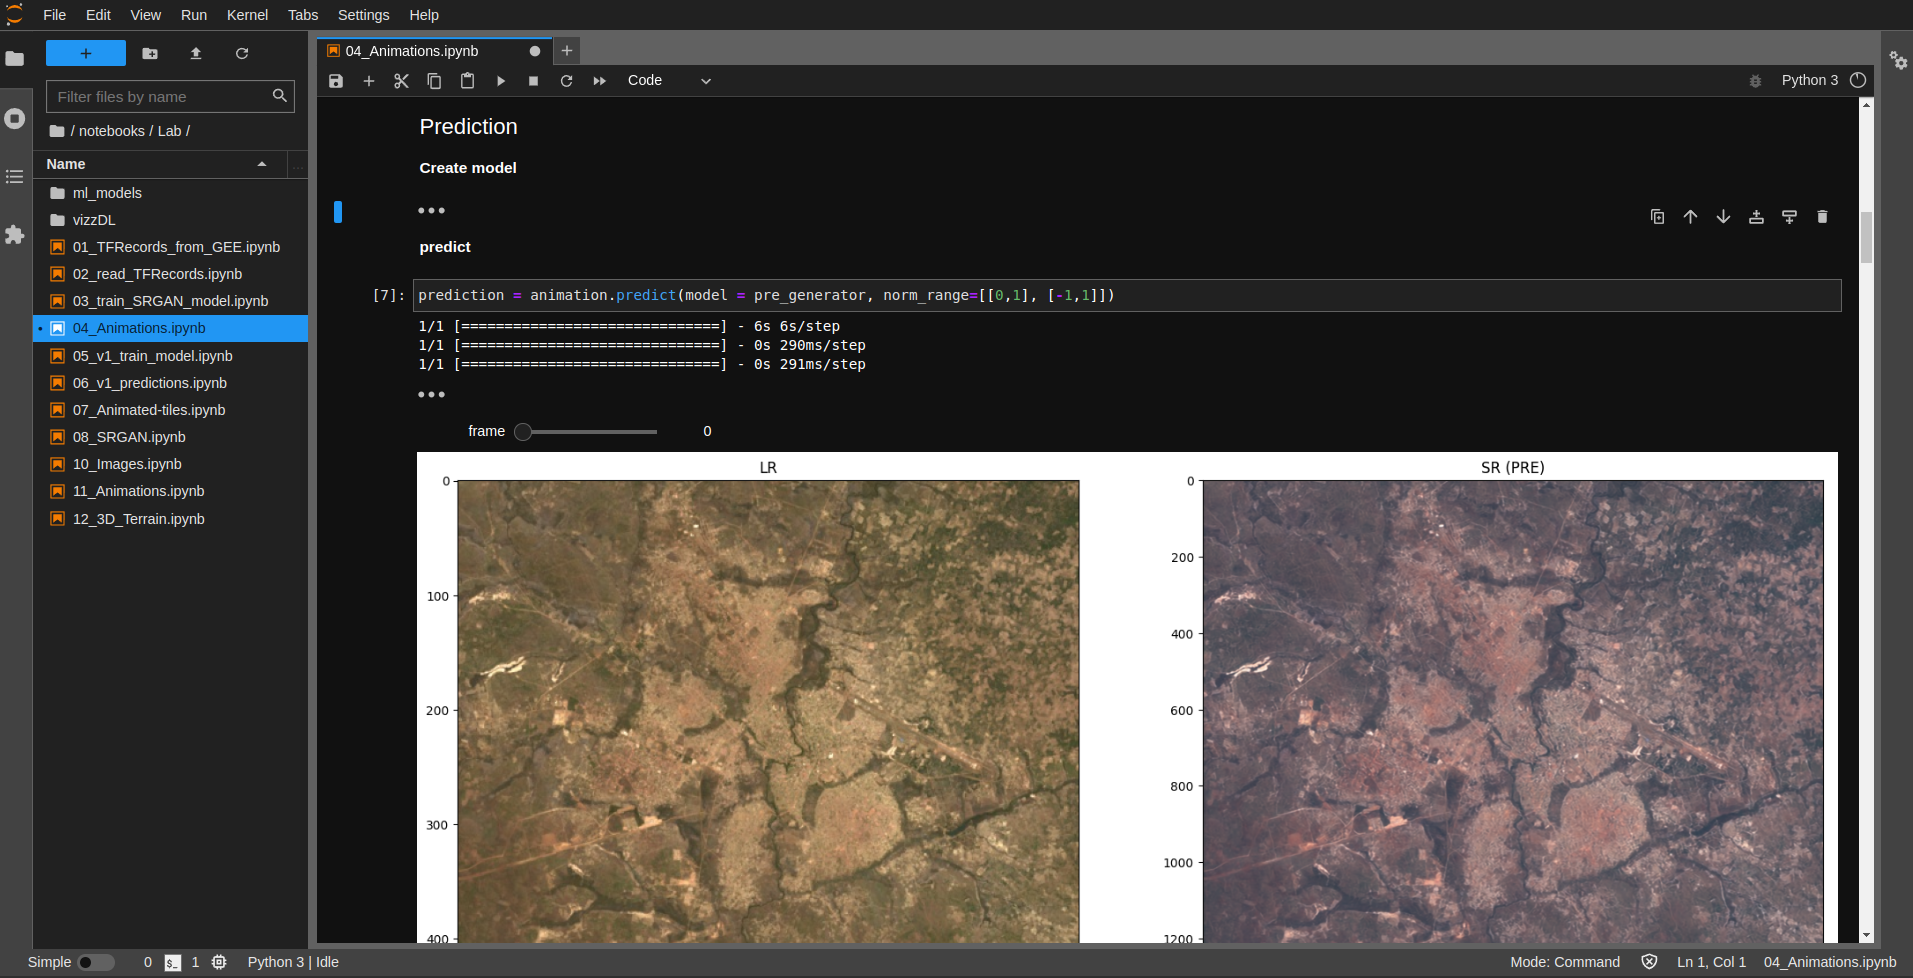 File Edit View Run Kernel Tabs Settings Help
Filter files by name
/ notebooks / Lab /
Name
ml_models
vizzDL
01_TFRecords_from_GEE.ipynb
02_read_TFRecords.ipynb
03_train_SRGAN_model.ipynb
04_Animations.ipynb
05_v1_train_model.ipynb
06_v1_predictions.ipynb
07_Animated-tiles.ipynb
08_SRGAN.ipynb
10_Images.ipynb
11_Animations.ipynb
12_3D_Terrain.ipynb
04_Animations.ipynb
Code
Python 3
Prediction
Create model
predict
[7]: prediction = animation.predict(model = pre_generator, norm_range=[[0,1], [-1,1]])
1/1 [==============================] - 6s 6s/step
1/1 [==============================] - 0s 290ms/step
1/1 [==============================] - 0s 291ms/step
frame 0
LR
0
100
200
300
400
SR (PRE)
0
200
400
600
800
1000
1200
Simple 0 $_ 1 Python 3 | Idle
Mode: Command Ln 1, Col 1 04_Animations.ipynb